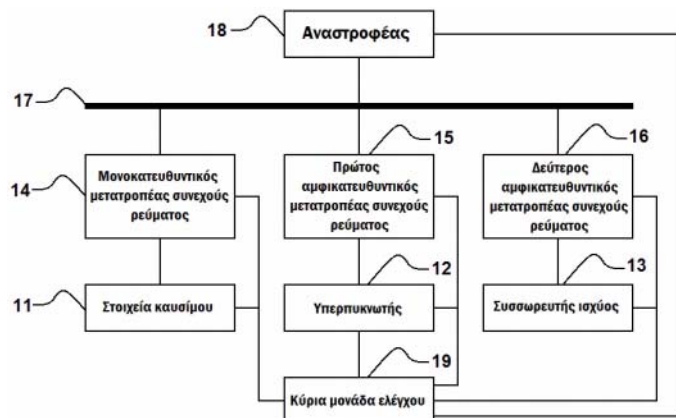 18
Αναστροφέας
17
15
16
14
Μονοκατευθυντικός
μετατροπέας συνεχούς
ρεύματος
Πρώτος
αμφικατευθυντικός
μετατροπέας συνεχούς
ρεύματος
Δεύτερος
αμφικατευθυντικός
μετατροπέας συνεχούς
ρεύματος
12
13
11
Στοιχεία καυσίμου
Υπερπυκνωτής
Συσσωρευτής ισχύος
19
Κύρια μονάδα ελέγχου